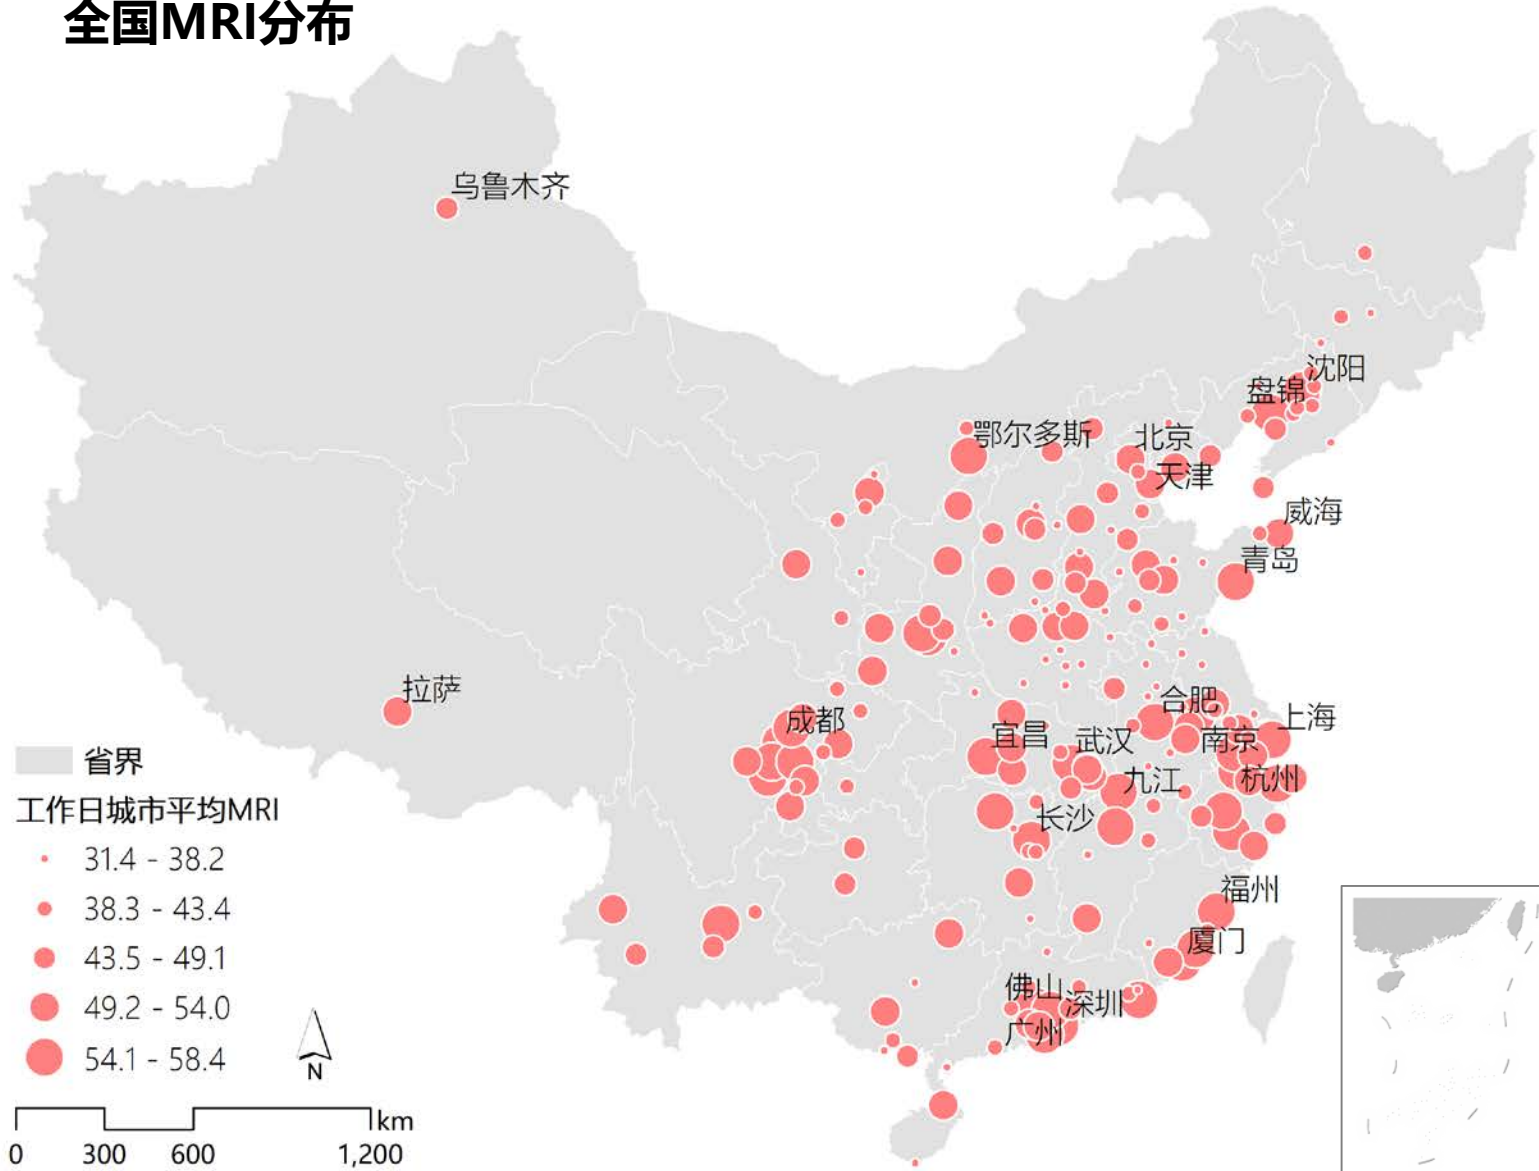 全国MRI分布
乌鲁木齐
沈阳
盘锦
鄂尔多斯
北京
天津
威海
青岛
拉萨
合肥
成都
上海
宜昌
武汉
南京
九江
杭州
长沙
福州
厦门
佛山
深圳
广州
省界
工作日城市平均MRI
31.4 - 38.2
38.3 - 43.4
43.5 - 49.1
49.2 - 54.0
54.1 - 58.4
N
km
0 300 600 1,200